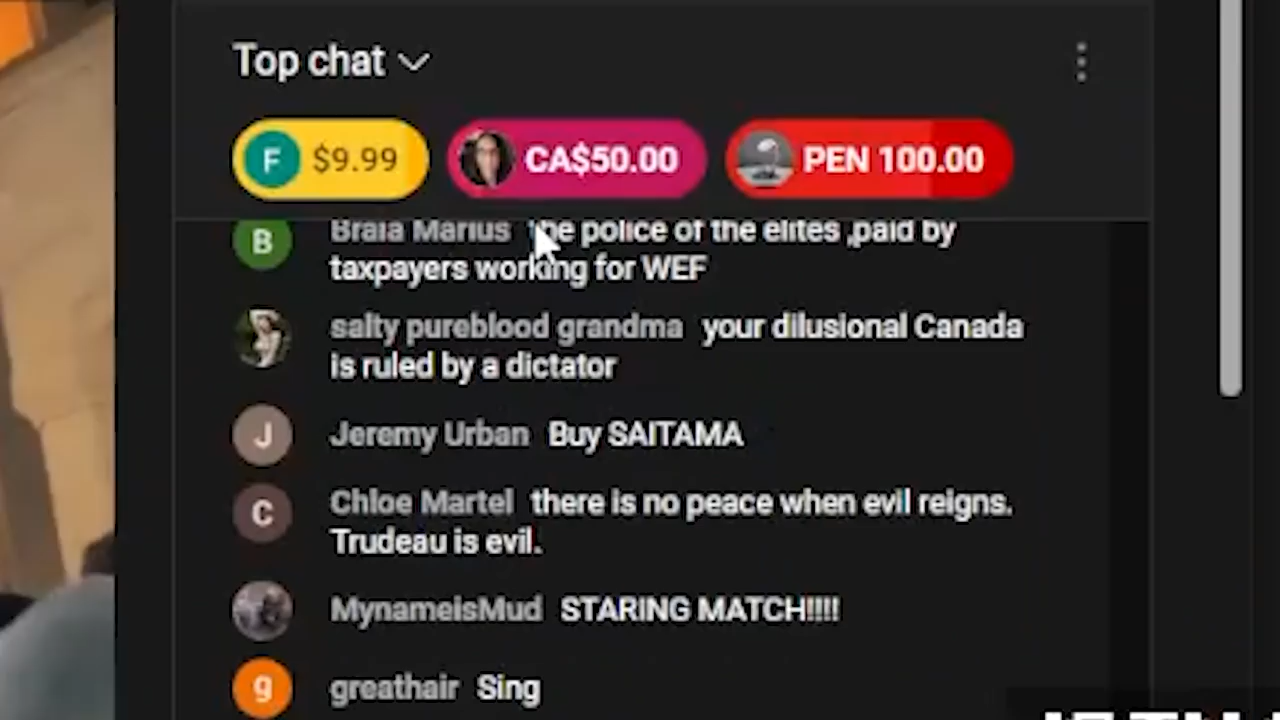 Top chat
F $9.99 CA$50.00 PEN 100.00
B Braia Marius the police of the elites ,paid by
taxpayers working for WEF
salty pureblood grandma your dilusional Canada
is ruled by a dictator
J Jeremy Urban Buy SAITAMA
C Chloe Martel there is no peace when evil reigns.
Trudeau is evil.
MynameisMud STARING MATCH!!!!
g greathair Sing